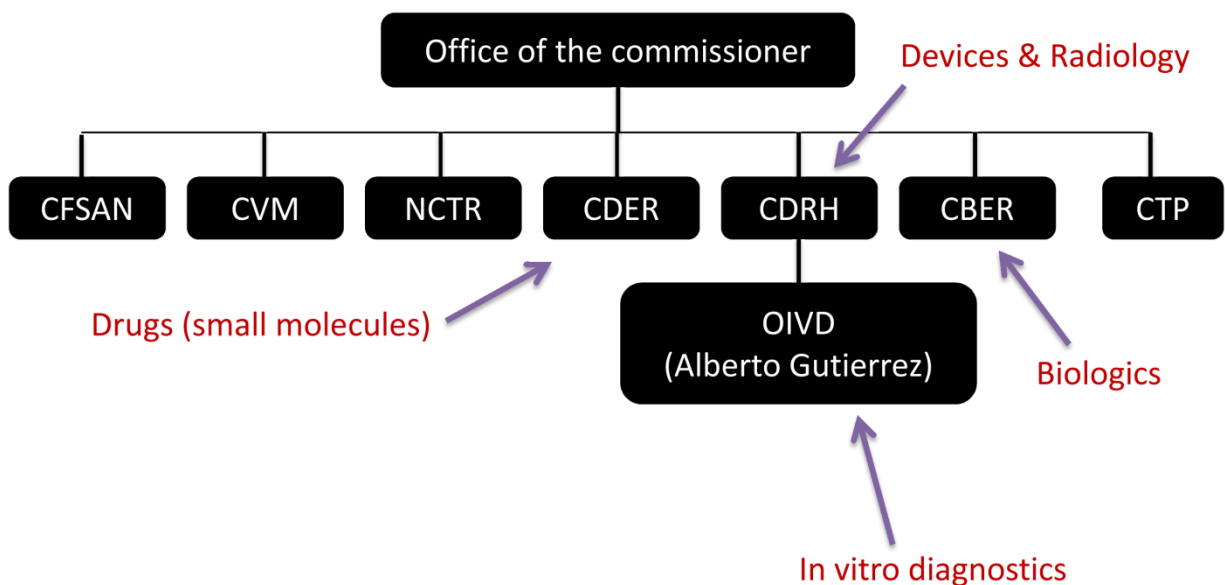 Office of the commissioner
Devices & Radiology
CFSAN
CVM
NCTR
CDER
CDRH
CBER
CTP
Drugs (small molecules)
OIVD
(Alberto Gutierrez)
Biologics
In vitro diagnostics